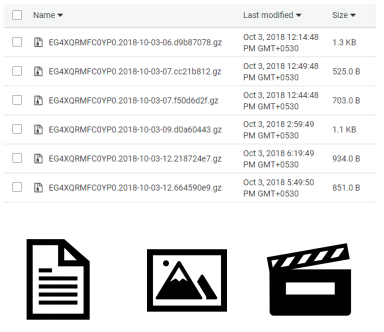 Name Last modified Size
EG4XQRMFC0YP0.2018-10-03-06.d9b87078.gz Oct 3, 2018 12:14:48 PM GMT+0530 1.3 KB
EG4XQRMFC0YP0.2018-10-03-07.cc21b812.gz Oct 3, 2018 12:49:48 PM GMT+0530 525.0 B
EG4XQRMFC0YP0.2018-10-03-07.f50d6d2f.gz Oct 3, 2018 12:44:48 PM GMT+0530 703.0 B
EG4XQRMFC0YP0.2018-10-03-09.d0a60443.gz Oct 3, 2018 2:59:49 PM GMT+0530 1.1 KB
EG4XQRMFC0YP0.2018-10-03-12.218724e7.gz Oct 3, 2018 6:19:49 PM GMT+0530 934.0 B
EG4XQRMFC0YP0.2018-10-03-12.664590e9.gz Oct 3, 2018 5:49:50 PM GMT+0530 851.0 B